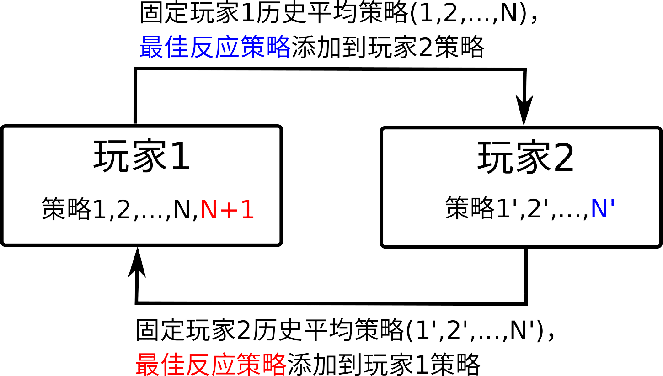 固定玩家1历史平均策略(1,2,...,N)，
最佳反应策略添加到玩家2策略
玩家1
策略1,2,...,N,N+1
玩家2
策略1',2',...,N'
固定玩家2历史平均策略(1',2',...,N')，
最佳反应策略添加到玩家1策略